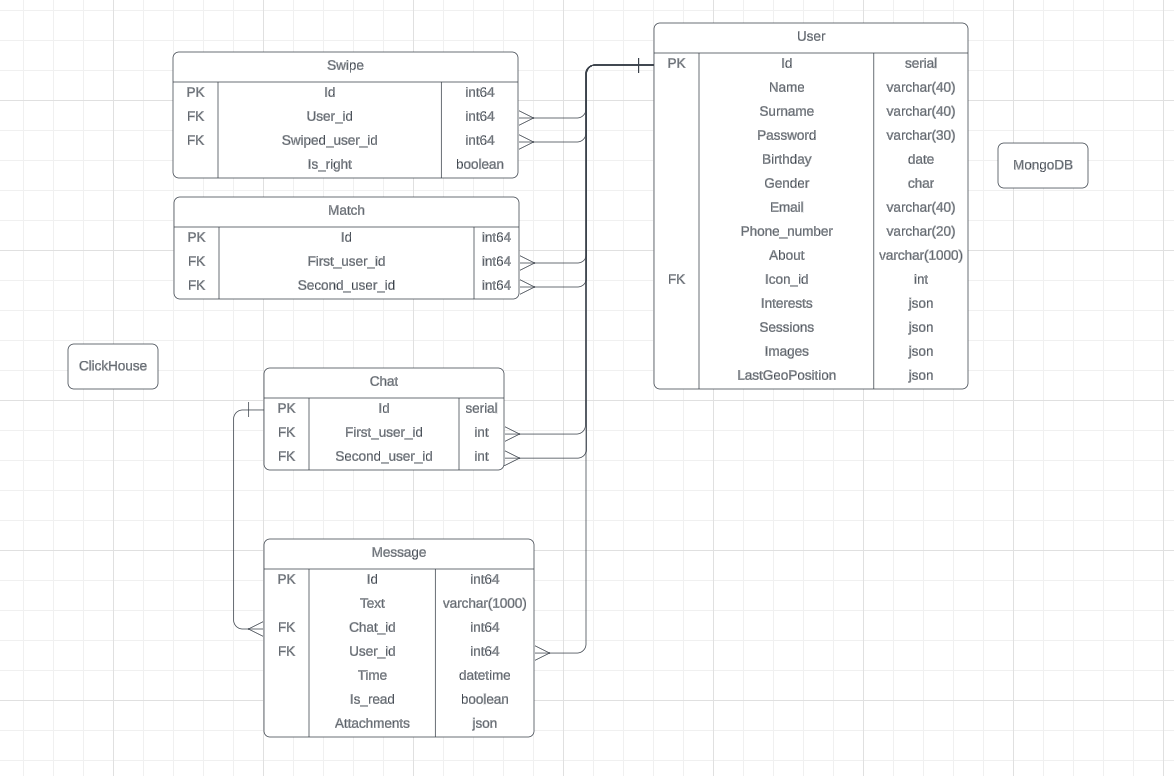 User
PK Id serial
Name varchar(40)
Surname varchar(40)
Password varchar(30)
Birthday date
Gender char
Email varchar(40)
Phone_number varchar(20)
About varchar(1000)
FK Icon_id int
Interests json
Sessions json
Images json
LastGeoPosition json
MongoDB
Swipe
PK Id int64
FK User_id int64
FK Swiped_user_id int64
Is_right boolean
Match
PK Id int64
FK First_user_id int64
FK Second_user_id int64
ClickHouse
Chat
PK Id serial
FK First_user_id int
FK Second_user_id int
Message
PK Id int64
Text varchar(1000)
FK Chat_id int64
FK User_id int64
Time datetime
Is_read boolean
Attachments json